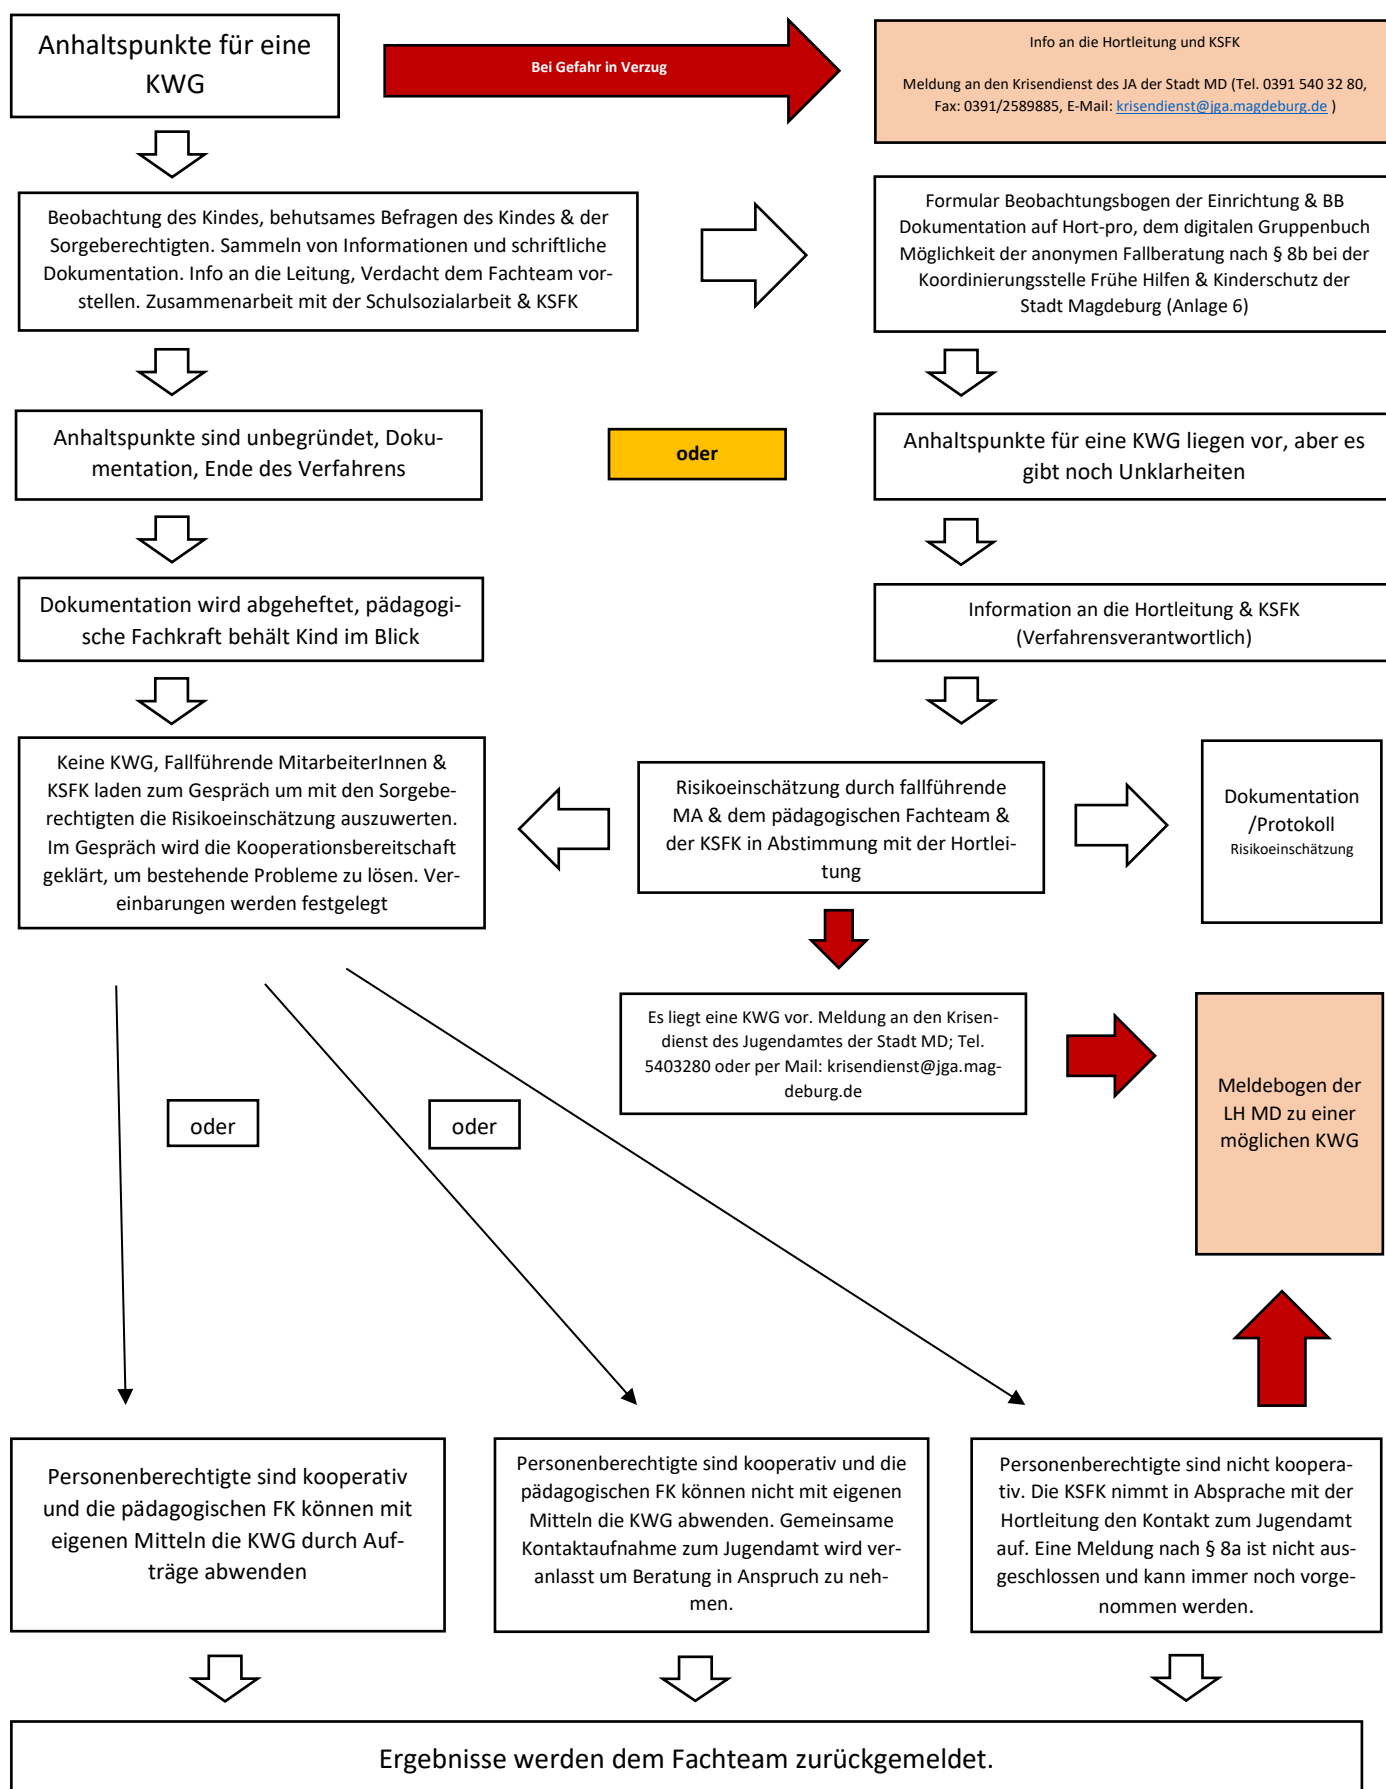 Anhaltspunkte für eine
KWG
Bei Gefahr in Verzug
Info an die Hortleitung und KSFK
Meldung an den Krisendienst des JA der Stadt MD (Tel. 0391 540 32 80,
Fax: 0391/2589885, E-Mail: krisendienst@jga.magdeburg.de )
Beobachtung des Kindes, behutsames Befragen des Kindes & der
Sorgeberechtigten. Sammeln von Informationen und schriftliche
Dokumentation. Info an die Leitung, Verdacht dem Fachteam vor-
stellen. Zusammenarbeit mit der Schulsozialarbeit & KSFK
Formular Beobachtungsbogen der Einrichtung & BB
Dokumentation auf Hort-pro, dem digitalen Gruppenbuch
Möglichkeit der anonymen Fallberatung nach § 8b bei der
Koordinierungsstelle Frühe Hilfen & Kinderschutz der
Stadt Magdeburg (Anlage 6)
Anhaltspunkte sind unbegründet, Doku-
mentation, Ende des Verfahrens
oder
Anhaltspunkte für eine KWG liegen vor, aber es
gibt noch Unklarheiten
Dokumentation wird abgeheftet, pädagogi-
sche Fachkraft behält Kind im Blick
Information an die Hortleitung & KSFK
(Verfahrensverantwortlich)
Keine KWG, Fallführende MitarbeiterInnen &
KSFK laden zum Gespräch um mit den Sorgebe-
rechtigten die Risikoeinschätzung auszuwerten.
Im Gespräch wird die Kooperationsbereitschaft
geklärt, um bestehende Probleme zu lösen. Ver-
einbarungen werden festgelegt
Risikoeinschätzung durch fallführende
MA & dem pädagogischen Fachteam &
der KSFK in Abstimmung mit der Hortlei-
tung
Dokumentation
/Protokoll
Risikoeinschätzung
Es liegt eine KWG vor. Meldung an den Krisen-
dienst des Jugendamtes der Stadt MD; Tel.
5403280 oder per Mail: krisendienst@jga.mag-
deburg.de
Meldebogen der
LH MD zu einer
möglichen KWG
oder
oder
Personenberechtigte sind kooperativ
und die pädagogischen FK können mit
eigenen Mitteln die KWG durch Auf-
träge abwenden
Personenberechtigte sind kooperativ und die
pädagogischen FK können nicht mit eigenen
Mitteln die KWG abwenden. Gemeinsame
Kontaktaufnahme zum Jugendamt wird ver-
anlasst um Beratung in Anspruch zu neh-
men.
Personenberechtigte sind nicht koopera-
tiv. Die KSFK nimmt in Absprache mit der
Hortleitung den Kontakt zum Jugendamt
auf. Eine Meldung nach § 8a ist nicht aus-
geschlossen und kann immer noch vorge-
nommen werden.
Ergebnisse werden dem Fachteam zurückgemeldet.